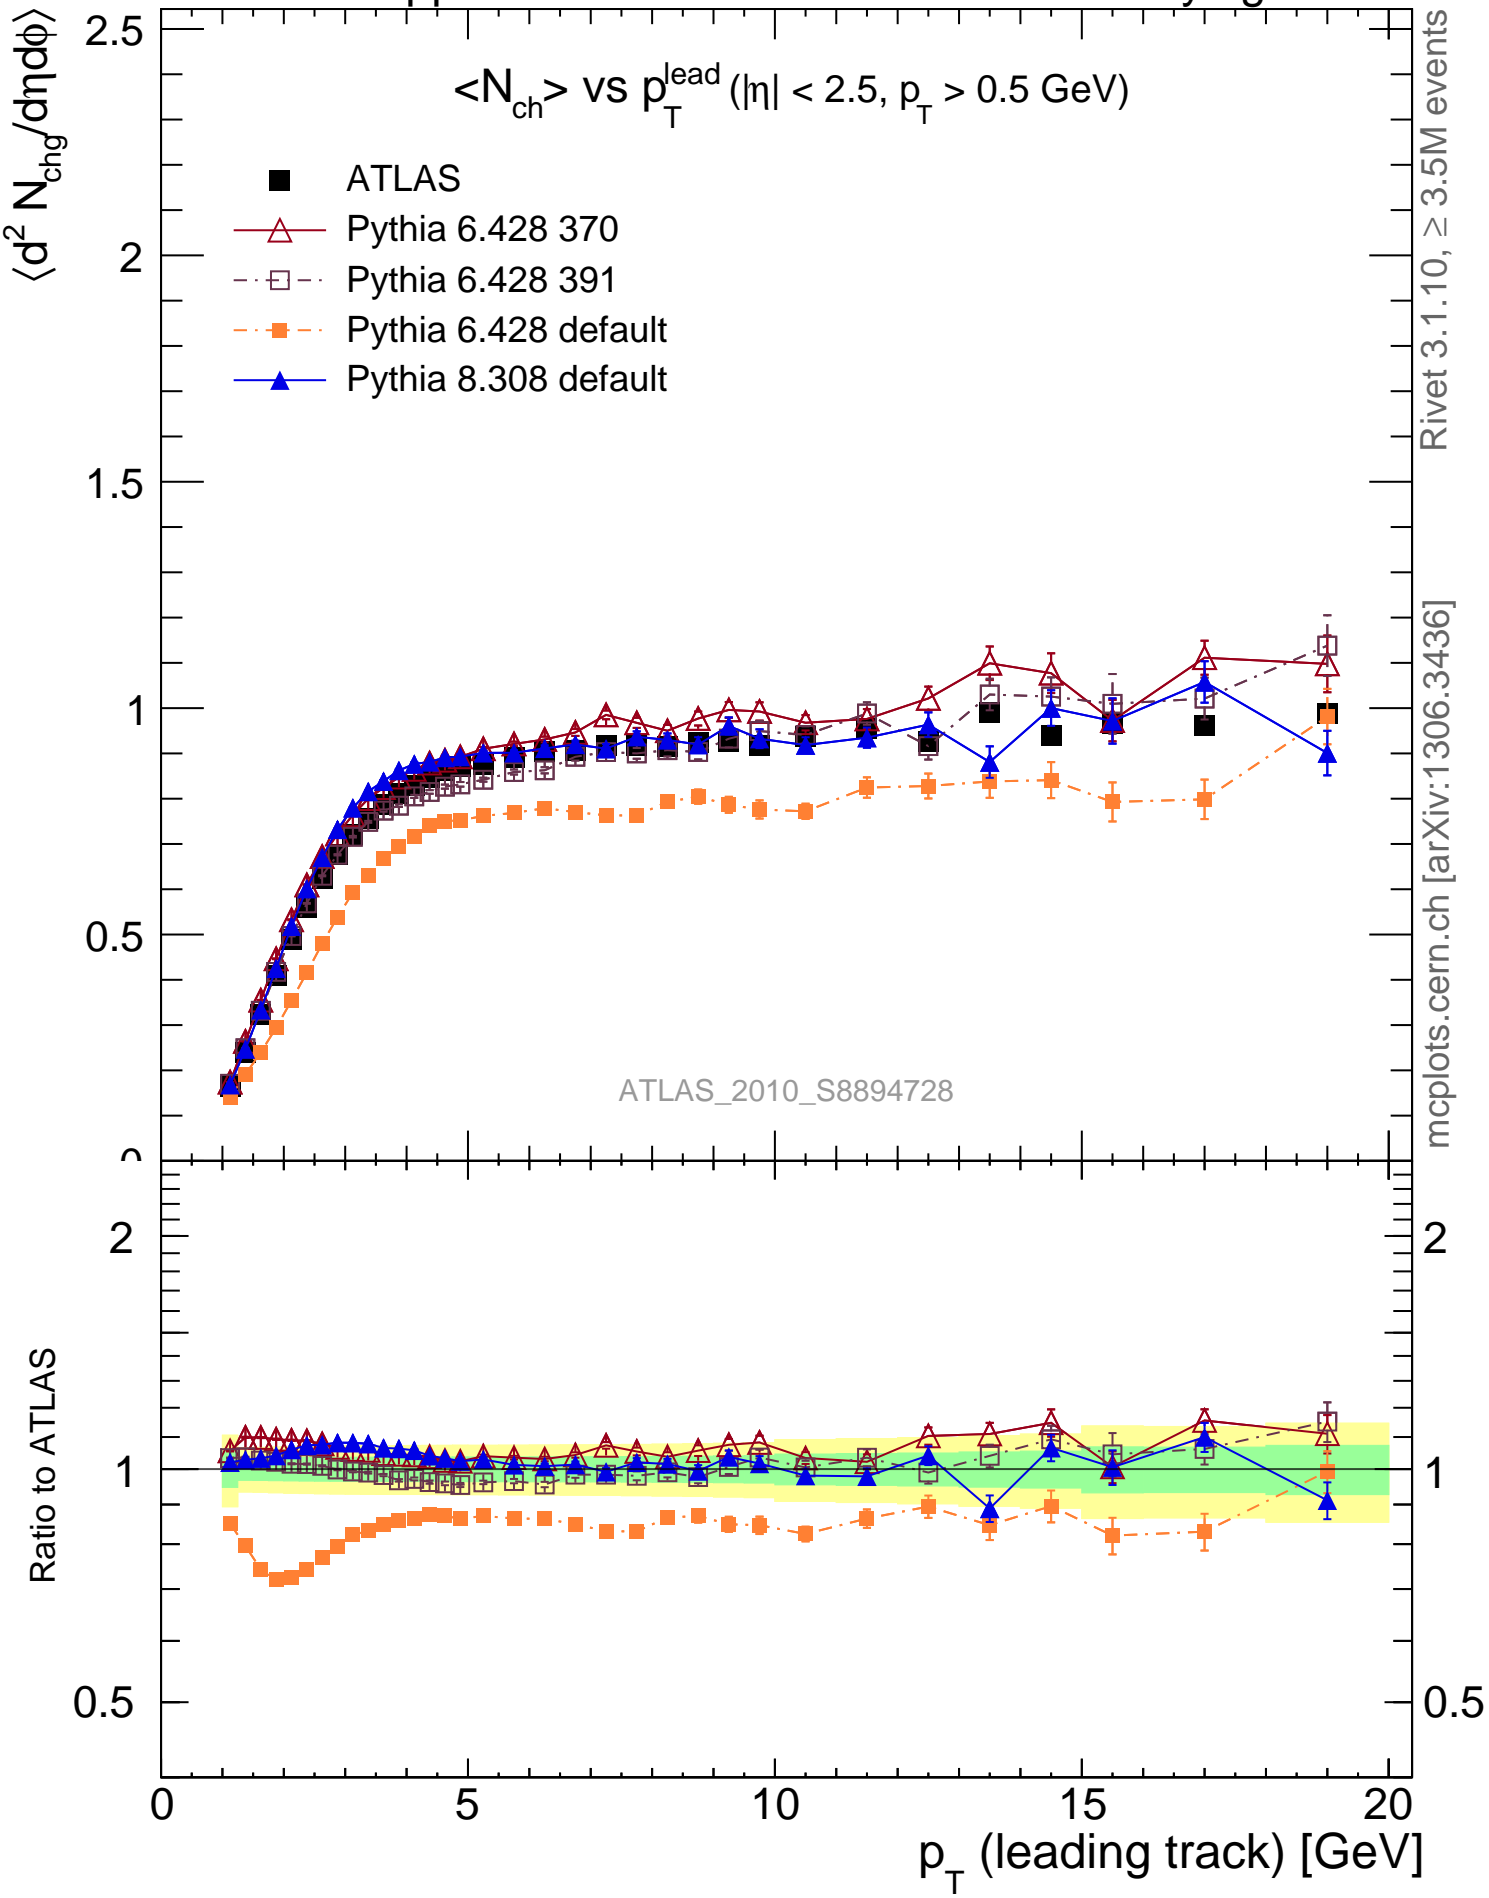 ⟨d² N_chg/dηdϕ⟩
<N_ch> vs p_T^lead (|η| < 2.5, p_T > 0.5 GeV)
ATLAS
Pythia 6.428 370
Pythia 6.428 391
Pythia 6.428 default
Pythia 8.308 default
2.5
2
1.5
1
0.5
0
ATLAS_2010_S8894728
Rivet 3.1.10, ≥ 3.5M events
mcplots.cern.ch [arXiv:1306.3436]
Ratio to ATLAS
2
1
0.5
2
1
0.5
0 5 10 15 20
p_T (leading track) [GeV]